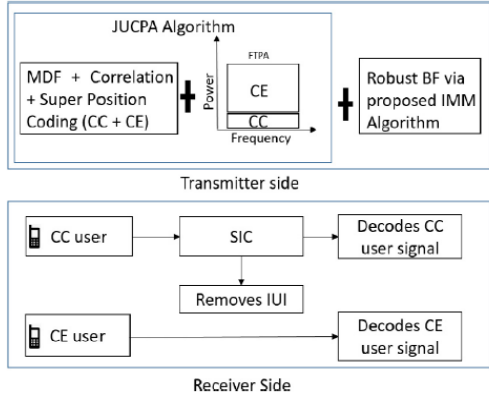 JUCPA Algorithm
MDF + Correlation
+ Super Position
Coding (CC + CE)
Power
FTPA
CE
CC
Frequency
Robust BF via
proposed IMM
Algorithm
Transmitter side
CC user
SIC
Decodes CC
user signal
Removes IUI
CE user
Decodes CE
user signal
Receiver Side